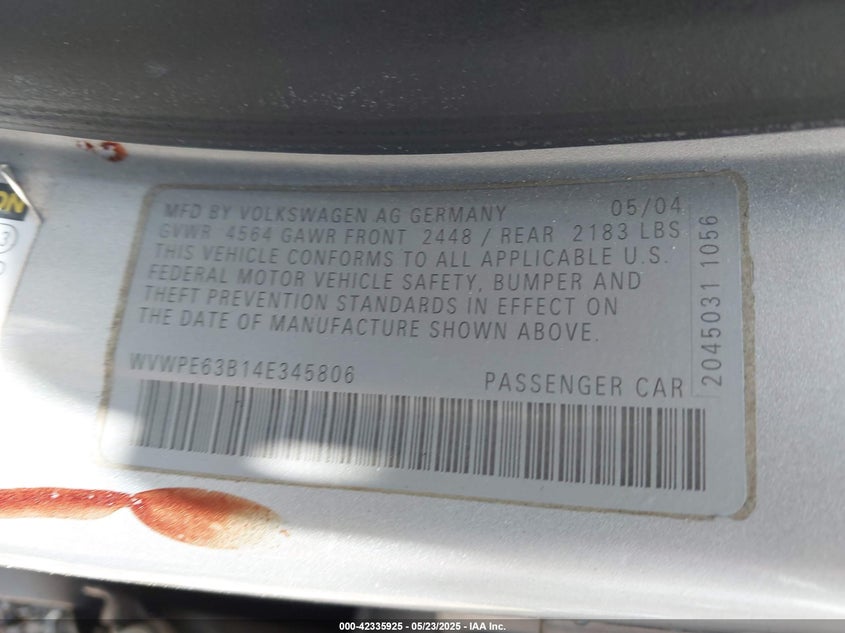 MFD BY VOLKSWAGEN AG GERMANY 05/04
GVWR 4564 GAWR FRONT 2448 / REAR 2183 LBS
THIS VEHICLE CONFORMS TO ALL APPLICABLE U.S.
FEDERAL MOTOR VEHICLE SAFETY, BUMPER AND
THEFT PREVENTION STANDARDS IN EFFECT ON
THE DATE OF MANUFACTURE SHOWN ABOVE.
WVWPE63B14E345806 PASSENGER CAR
2045031 1056
ON
3
000-42335925 - 05/23/2025 - IAA Inc.